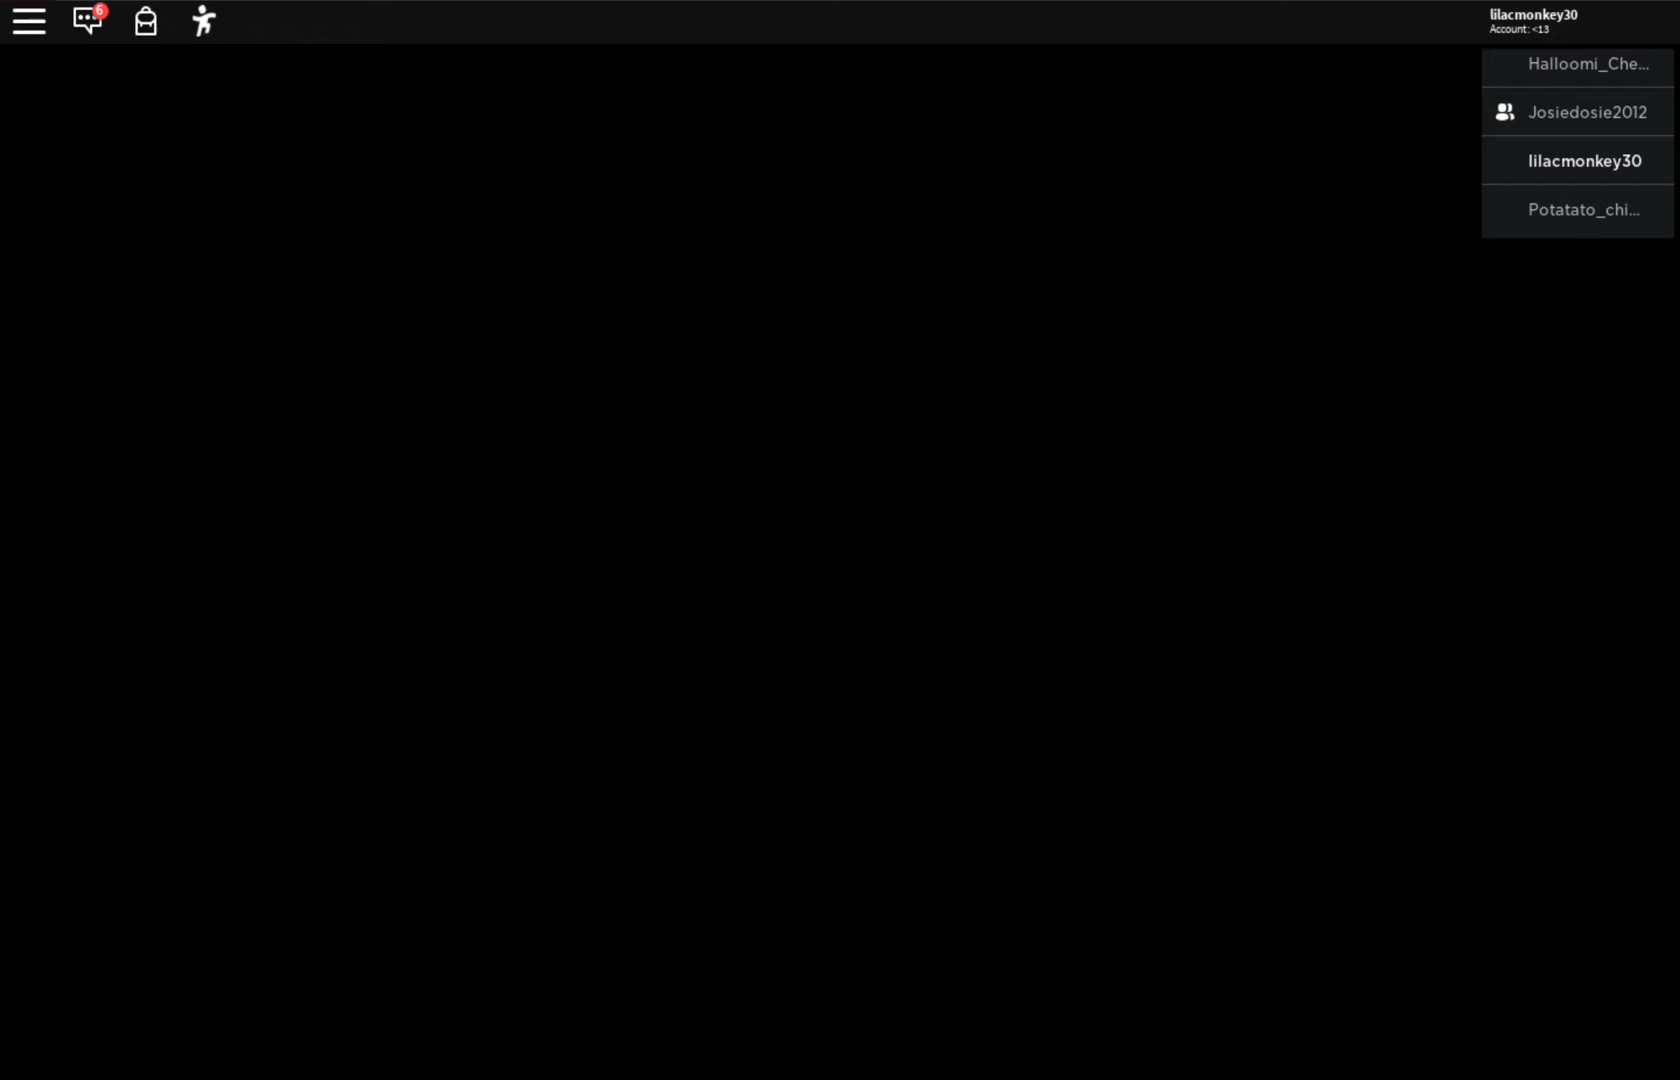 6
lilacmonkey30
Account: <13
Halloomi_Che...
Josiedosie2012
lilacmonkey30
Potatato_chi...